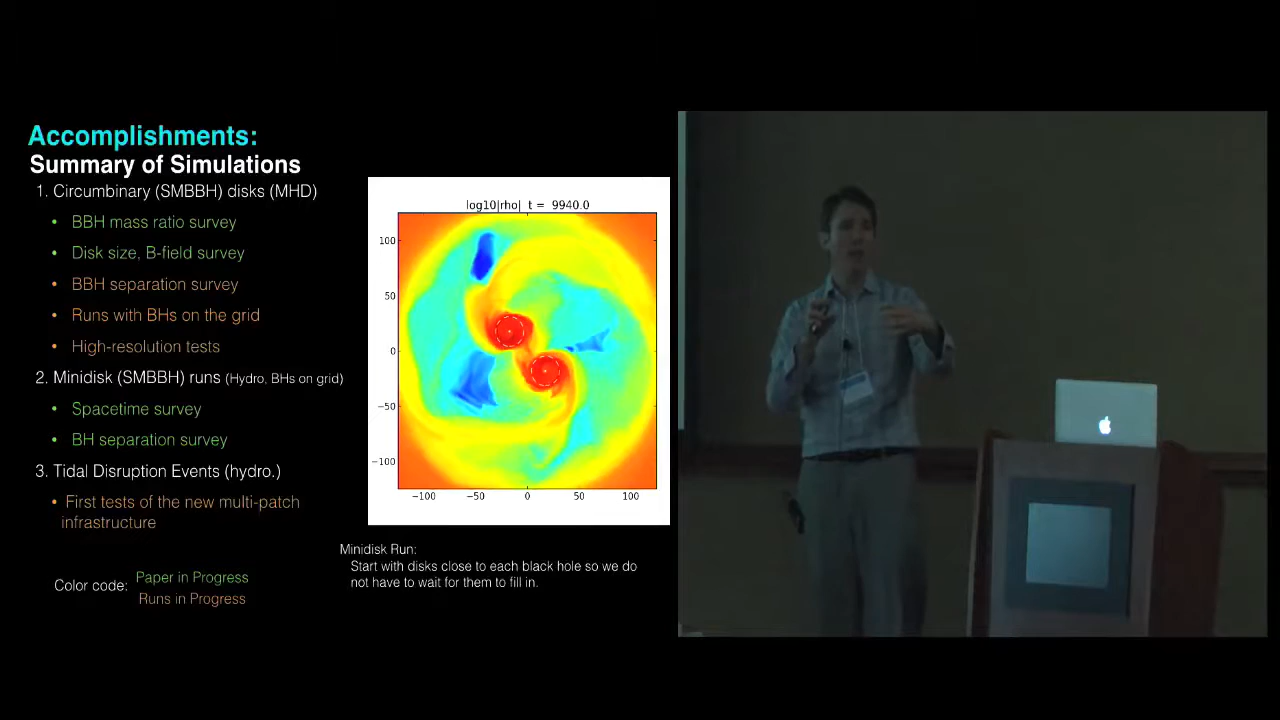 Accomplishments:
Summary of Simulations
1. Circumbinary (SMBBH) disks (MHD)
• BBH mass ratio survey
• Disk size, B-field survey
• BBH separation survey
• Runs with BHs on the grid
• High-resolution tests
2. Minidisk (SMBBH) runs (Hydro, BHs on grid)
• Spacetime survey
• BH separation survey
3. Tidal Disruption Events (hydro.)
• First tests of the new multi-patch
infrastructure
Color code: Paper in Progress
Runs in Progress
log10|rho| t = 9940.0
100
50
0
−50
−100
−100 −50 0 50 100
Minidisk Run:
Start with disks close to each black hole so we do
not have to wait for them to fill in.